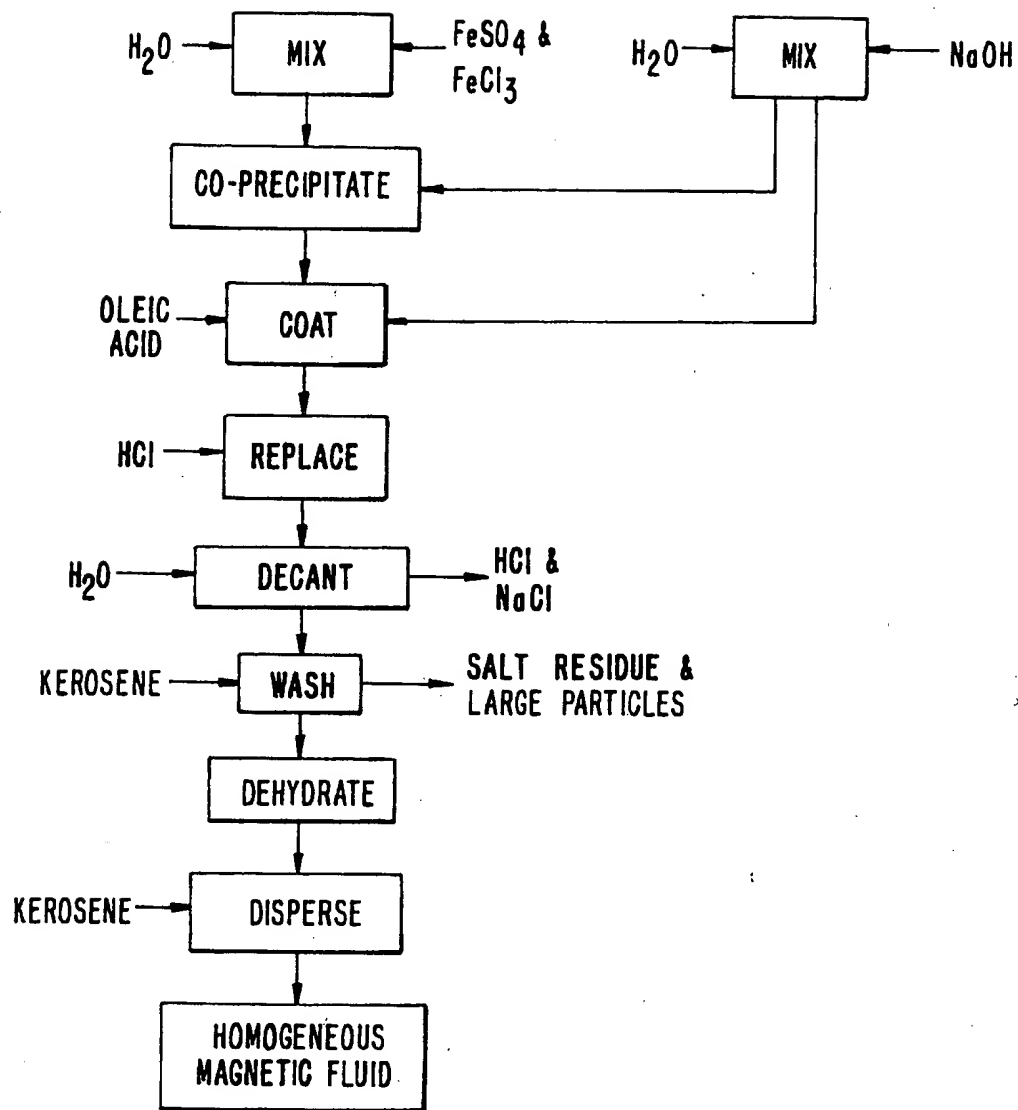 H2O
MIX
FeSO4 &
FeCl3
H2O
MIX
NaOH
CO-PRECIPITATE
OLEIC
ACID
COAT
HCl
REPLACE
H2O
DECANT
HCl &
NaCl
KEROSENE
WASH
SALT RESIDUE &
LARGE PARTICLES
DEHYDRATE
KEROSENE
DISPERSE
HOMOGENEOUS
MAGNETIC FLUID